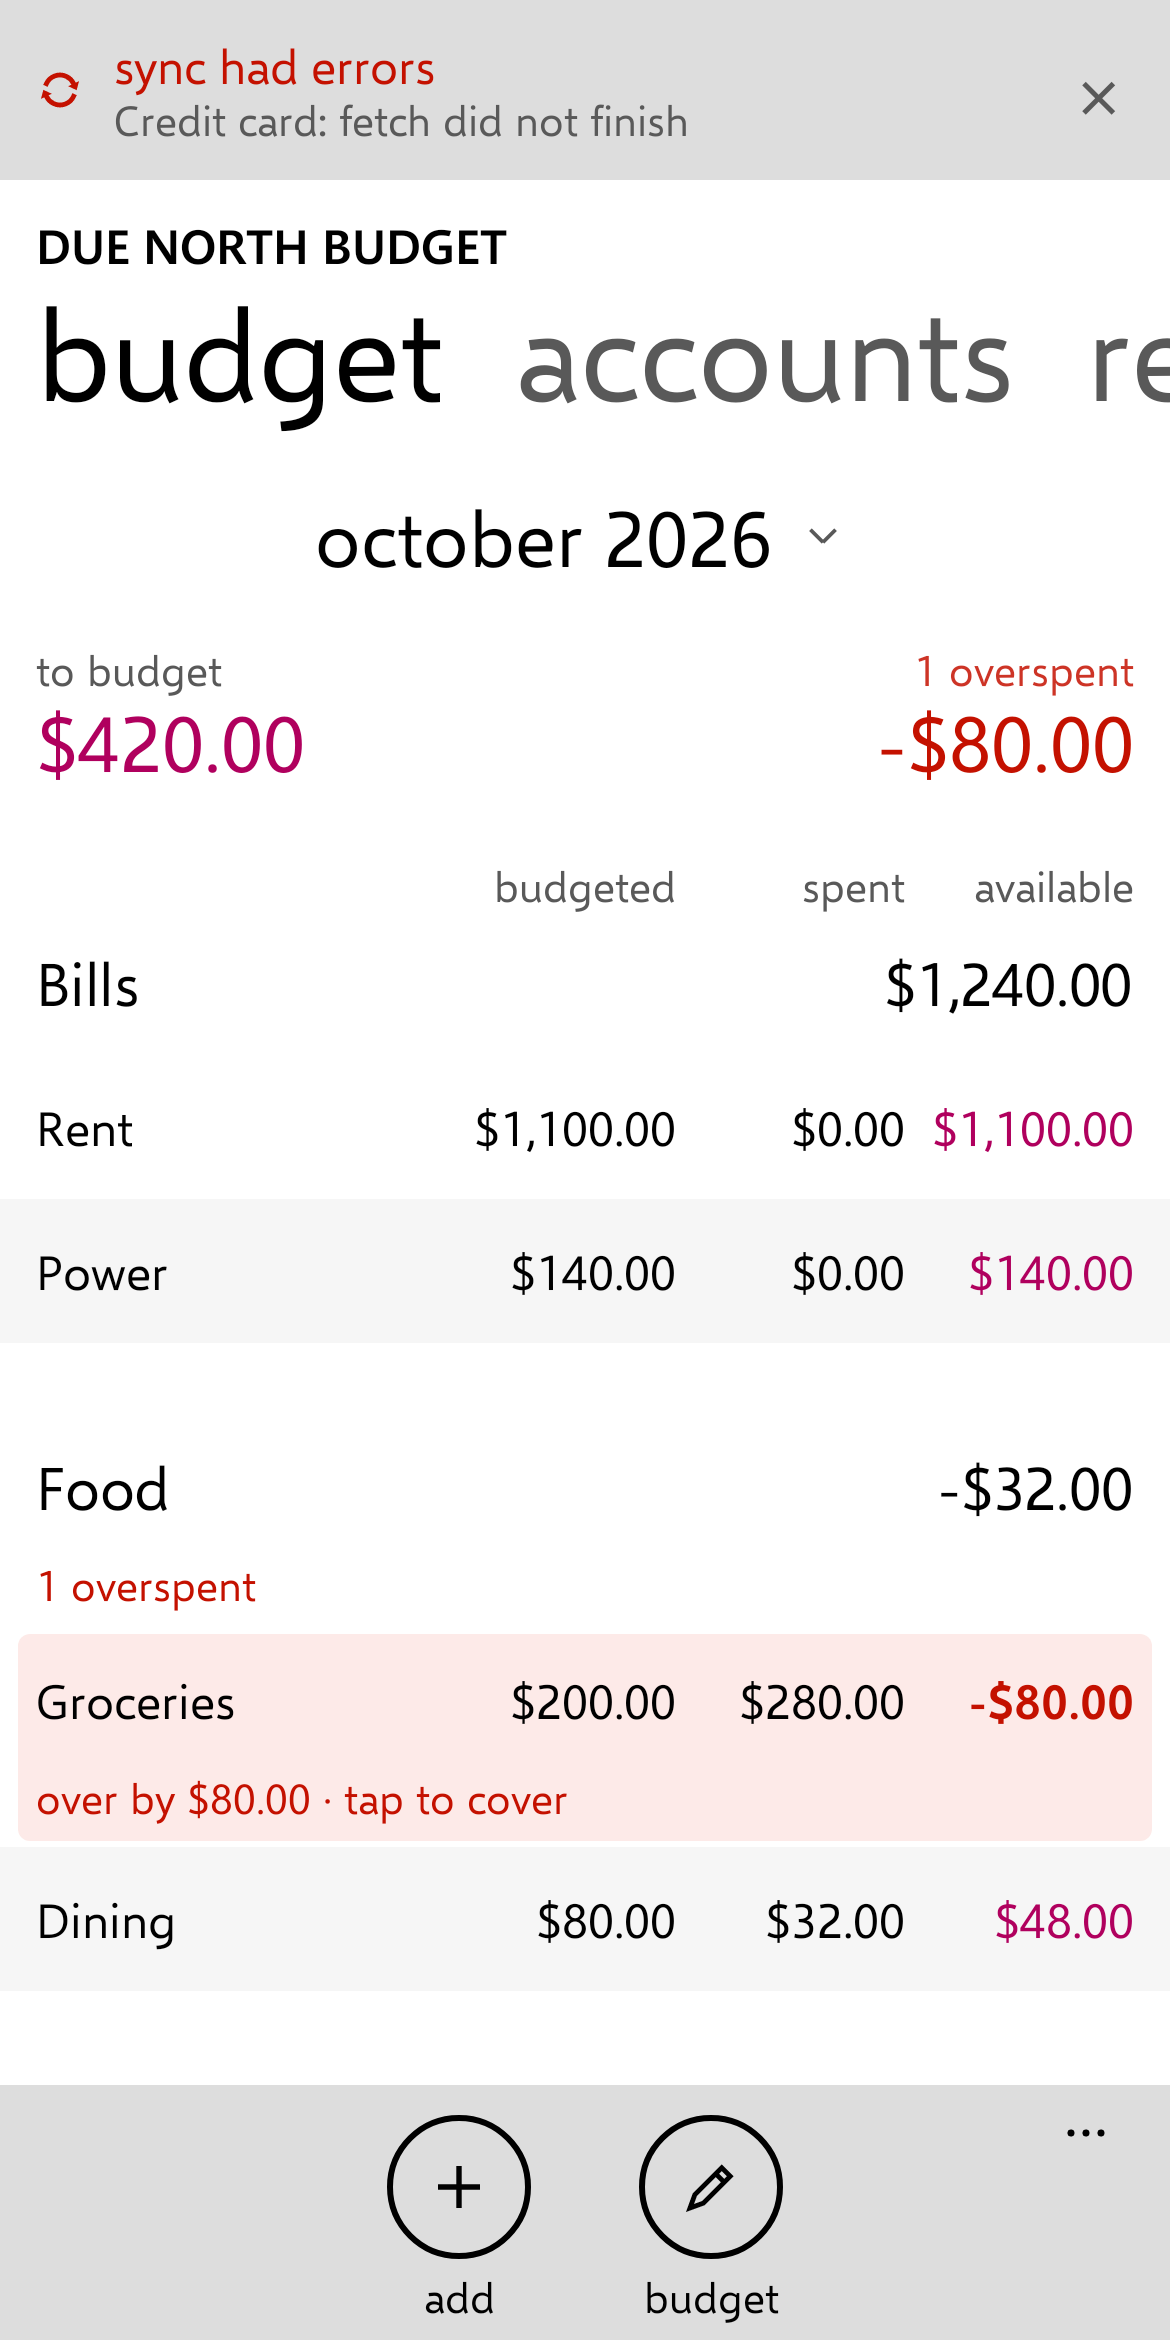 sync had errors
Credit card: fetch did not finish
DUE NORTH BUDGET
budget accounts re
october 2026
to budget 1 overspent
$420.00 -$80.00
budgeted spent available
Bills $1,240.00
Rent $1,100.00 $0.00 $1,100.00
Power $140.00 $0.00 $140.00
Food -$32.00
1 overspent
Groceries $200.00 $280.00 -$80.00
over by $80.00 · tap to cover
Dining $80.00 $32.00 $48.00
add budget